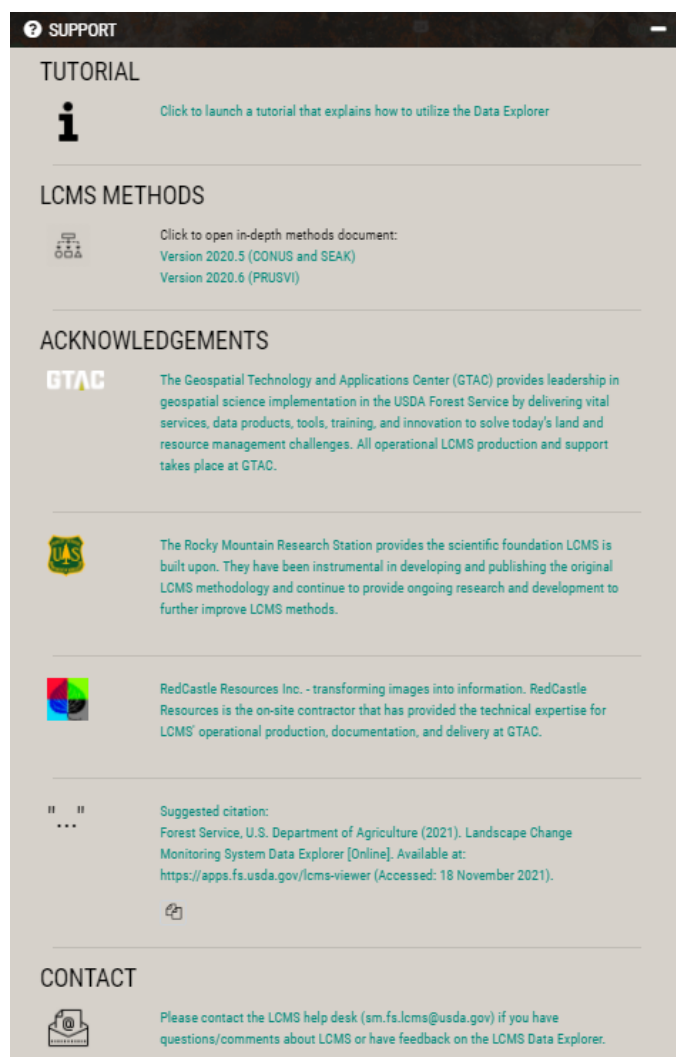 SUPPORT
TUTORIAL
Click to launch a tutorial that explains how to utilize the Data Explorer
LCMS METHODS
Click to open in-depth methods document:
Version 2020.5 (CONUS and SEAK)
Version 2020.6 (PRUSVI)
ACKNOWLEDGEMENTS
GTAC
The Geospatial Technology and Applications Center (GTAC) provides leadership in
geospatial science implementation in the USDA Forest Service by delivering vital
services, data products, tools, training, and innovation to solve today's land and
resource management challenges. All operational LCMS production and support
takes place at GTAC.
UAS
The Rocky Mountain Research Station provides the scientific foundation LCMS is
built upon. They have been instrumental in developing and publishing the original
LCMS methodology and continue to provide ongoing research and development to
further improve LCMS methods.
RedCastle Resources Inc. - transforming images into information. RedCastle
Resources is the on-site contractor that has provided the technical expertise for
LCMS' operational production, documentation, and delivery at GTAC.
"..."
Suggested citation:
Forest Service, U.S. Department of Agriculture (2021). Landscape Change
Monitoring System Data Explorer [Online]. Available at:
https://apps.fs.usda.gov/lcms-viewer (Accessed: 18 November 2021).
CONTACT
Please contact the LCMS help desk (sm.fs.lcms@usda.gov) if you have
questions/comments about LCMS or have feedback on the LCMS Data Explorer.